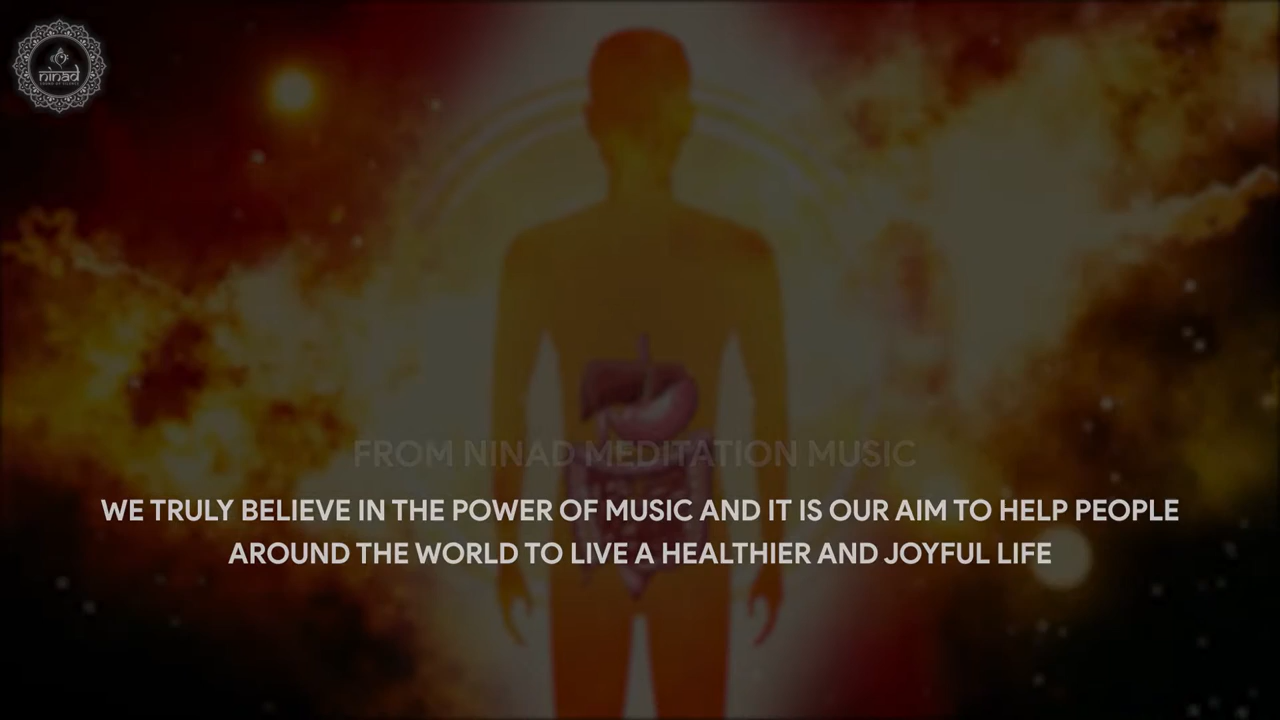 ninad
FROM NINAD MEDITATION MUSIC
WE TRULY BELIEVE IN THE POWER OF MUSIC AND IT IS OUR AIM TO HELP PEOPLE
AROUND THE WORLD TO LIVE A HEALTHIER AND JOYFUL LIFE